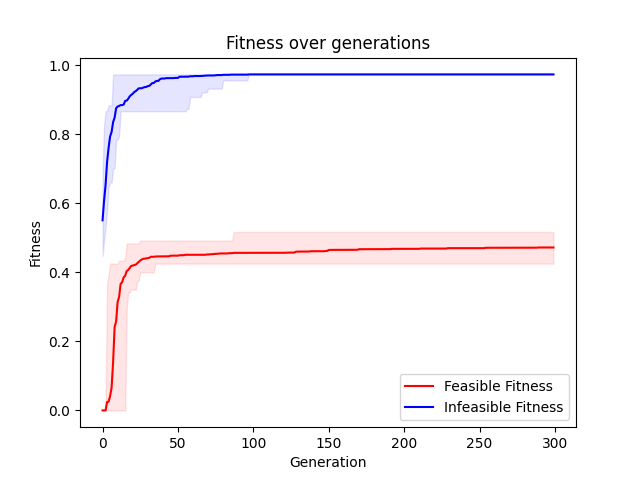 Fitness over generations
1.0
0.8
0.6
0.4
0.2
0.0
Fitness
0 50 100 150 200 250 300
Generation
Feasible Fitness
Infeasible Fitness